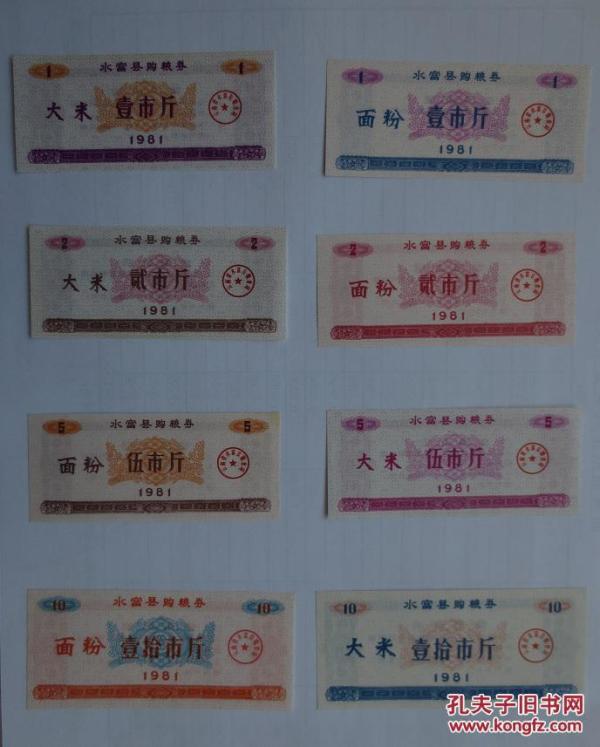 1 水富县购粮券 1
大米 壹市斤
1981
1 水富县购粮券 1
面粉 壹市斤
1981
2 水富县购粮券 2
大米 贰市斤
1981
2 水富县购粮券 2
面粉 贰市斤
1981
5 水富县购粮券 5
面粉 伍市斤
1981
5 水富县购粮券 5
大米 伍市斤
1981
10 水富县购粮券 10
面粉 壹拾市斤
1981
10 水富县购粮券 10
大米 壹拾市斤
1981
孔夫子旧书网
www.kongfz.com